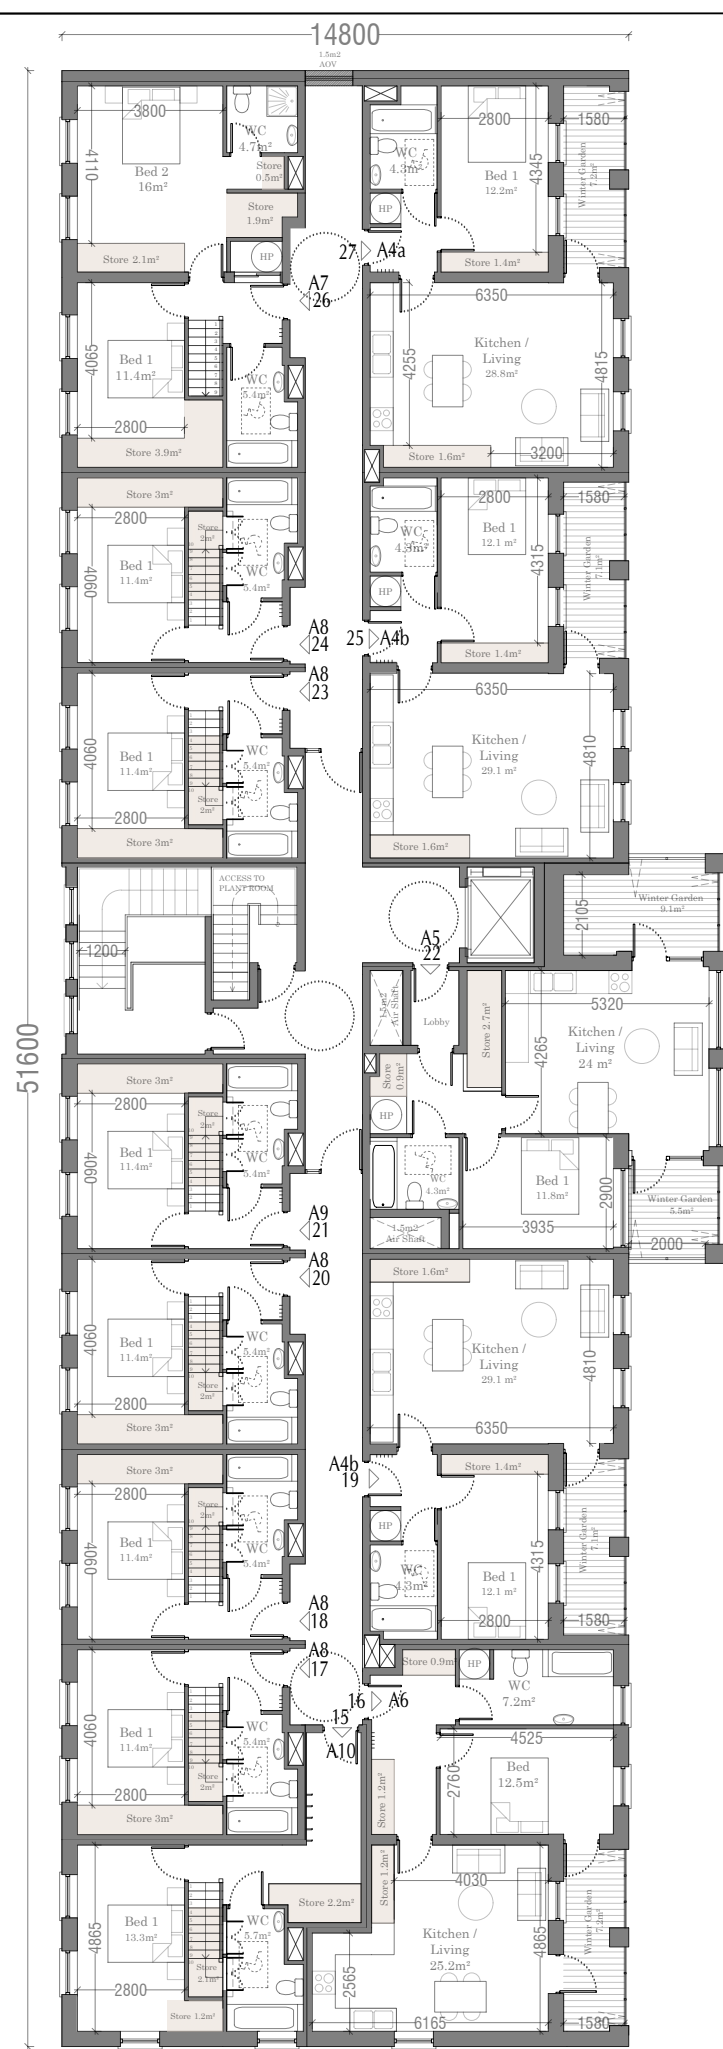 14800
1.5m2
AOV
3800
4110
Bed 2
16m²
WC
4.7m²
Store
0.5m²
Store
1.9m²
Store 2.1m²
HP
WC
4.3m²
HP
2800
4345
Bed 1
12.2m²
Store 1.4m²
1580
Winter Garden
7.2m²
27
A4a
A7
26
4065
Bed 1
11.4m²
2800
Store 3.9m²
WC
5.4m²
6350
4255
Kitchen /
Living
28.8m²
4815
Store 1.6m²
3200
Store 3m²
2800
Store
2m²
4060
Bed 1
11.4m²
WC
5.4m²
A8
24
WC
4.3m²
HP
2800
Bed 1
12.1 m²
4315
Store 1.4m²
1580
Winter Garden
7.1m²
25
A4b
A8
23
4060
Bed 1
11.4m²
WC
5.4m²
Store
2m²
2800
Store 3m²
6350
Kitchen /
Living
29.1 m²
4810
Store 1.6m²
ACCESS TO
PLANT ROOM
1200
51600
A5
22
2105
Winter Garden
9.1m²
1.5m2
Air Shaft
Lobby
Store 2.7m²
5320
4265
Kitchen /
Living
24 m²
Store
0.9m²
HP
WC
4.3m²
1.5m2
Air Shaft
Bed 1
11.8m²
2900
3935
Winter Garden
5.5m²
2000
Store 3m²
2800
Store
2m²
4060
Bed 1
11.4m²
WC
5.4m²
A9
21
A8
20
4060
Bed 1
11.4m²
WC
5.4m²
Store
2m²
2800
Store 3m²
Store 1.6m²
Kitchen /
Living
29.1 m²
4810
6350
A4b
19
Store 3m²
2800
Store
2m²
4060
Bed 1
11.4m²
WC
5.4m²
A8
18
HP
WC
4.3m²
Store 1.4m²
4315
Bed 1
12.1 m²
2800
Winter Garden
7.1m²
1580
A8
17
16
A6
15
A10
4060
Bed 1
11.4m²
WC
5.4m²
Store
2m²
2800
Store 3m²
Store 0.9m²
HP
WC
7.2m²
4525
2760
Bed
12.5m²
Store 1.2m²
4865
Bed 1
13.3m²
2800
Store
2.1m²
Store 1.2m²
WC
5.7m²
Store 2.2m²
Store 1.2m²
4030
2565
Kitchen /
Living
25.2m²
4865
6165
Winter Garden
7.2m²
1580